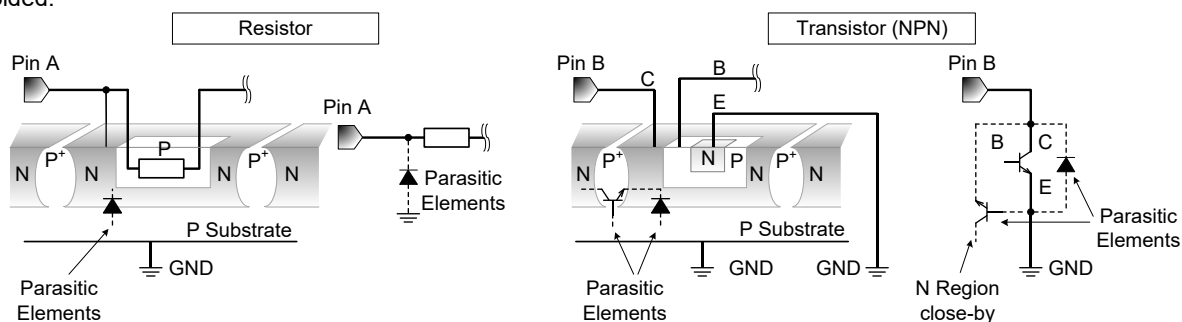 Resistor
Pin A
P
N
P+
N
N
P+
N
P Substrate
GND
Parasitic
Elements
Pin A
Parasitic
Elements
Transistor (NPN)
Pin B
C
B
E
N
P+
N
N
P
P+
N
P Substrate
GND
GND
Parasitic
Elements
Pin B
B
C
E
Parasitic
Elements
GND
N Region
close-by